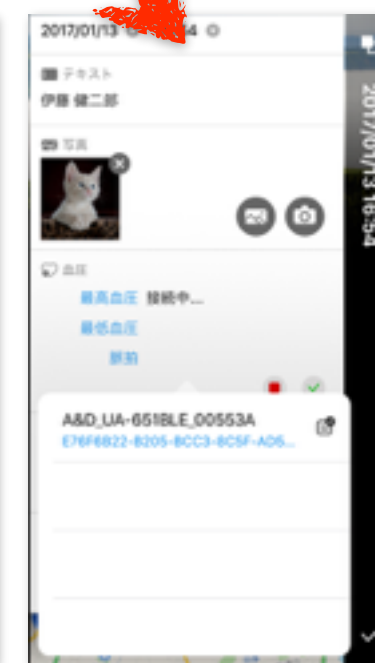 2017/01/13
テキスト
伊藤 健二郎
写真
血圧
最高血圧 接続中...
最低血圧
脈拍
A&D_UA-651BLE_00553A
E76F6B22-B205-8CC3-8C5F-AD5...
2017/01/13 16:54